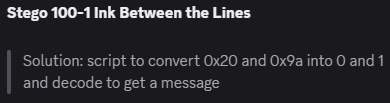 Stego 100-1 Ink Between the Lines
Solution: script to convert 0x20 and 0x9a into 0 and 1
and decode to get a message